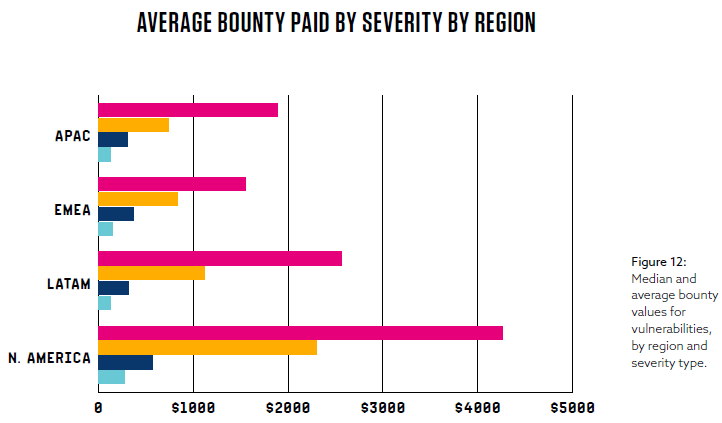 AVERAGE BOUNTY PAID BY SEVERITY BY REGION
APAC
EMEA
LATAM
N. AMERICA
0 $1000 $2000 $3000 $4000 $5000
Figure 12:
Median and
average bounty
values for
vulnerabilities,
by region and
severity type.